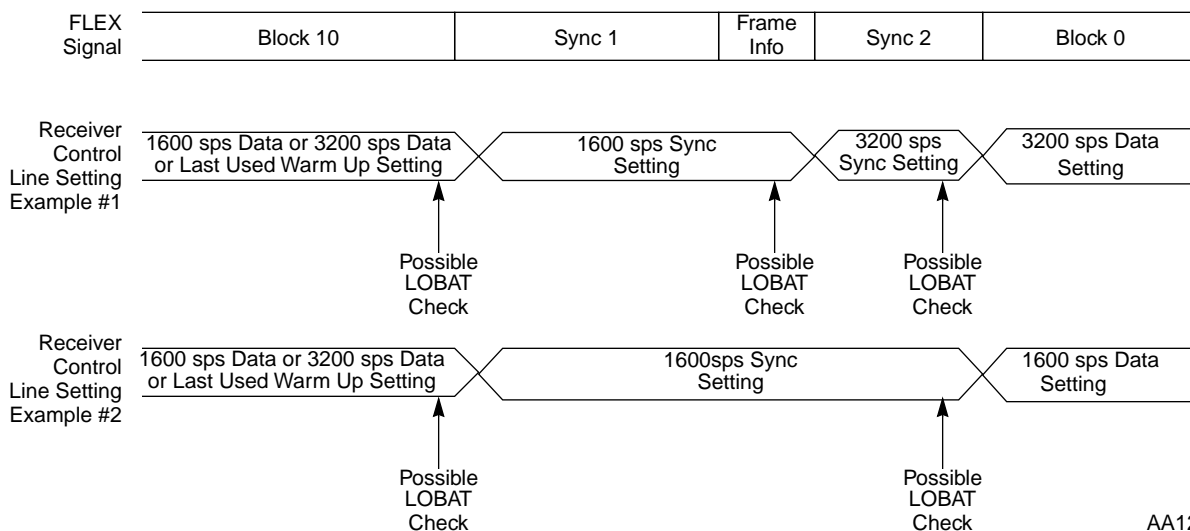 FLEX
Signal
Block 10
Sync 1
Frame
Info
Sync 2
Block 0
Receiver
Control
Line Setting
Example #1
1600 sps Data or 3200 sps Data
or Last Used Warm Up Setting
1600 sps Sync
Setting
3200 sps
Sync Setting
3200 sps Data
Setting
Possible
LOBAT
Check
Possible
LOBAT
Check
Possible
LOBAT
Check
Receiver
Control
Line Setting
Example #2
1600 sps Data or 3200 sps Data
or Last Used Warm Up Setting
1600sps Sync
Setting
1600 sps Data
Setting
Possible
LOBAT
Check
Possible
LOBAT
Check
AA12